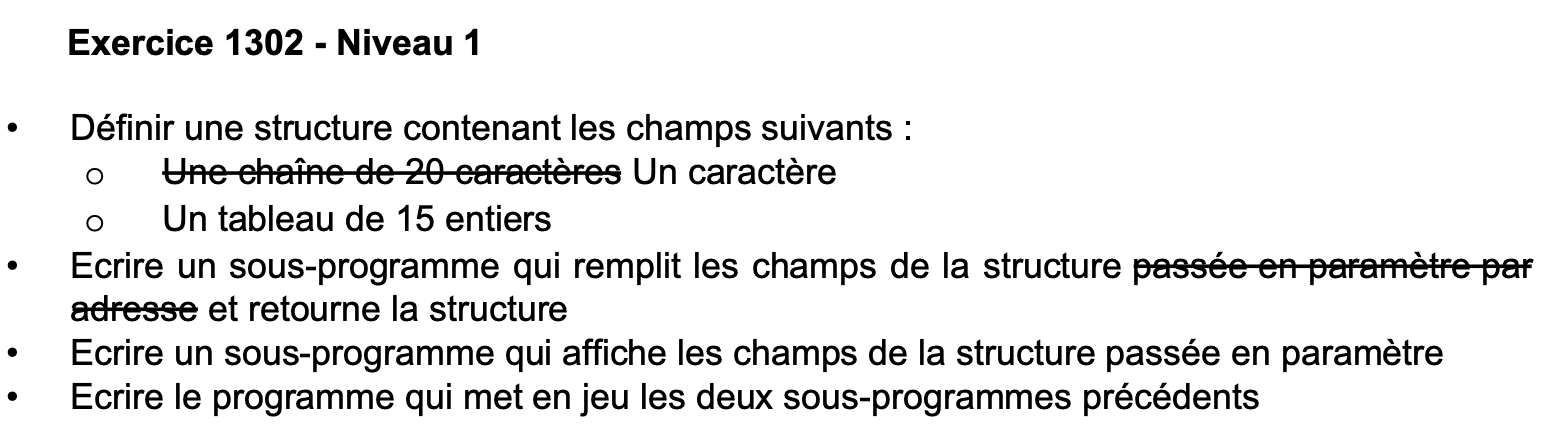 Exercice 1302 - Niveau 1
• Définir une structure contenant les champs suivants :
o Une chaîne de 20 caractères Un caractère
o Un tableau de 15 entiers
• Ecrire un sous-programme qui remplit les champs de la structure passée en paramètre par
adresse et retourne la structure
• Ecrire un sous-programme qui affiche les champs de la structure passée en paramètre
• Ecrire le programme qui met en jeu les deux sous-programmes précédents